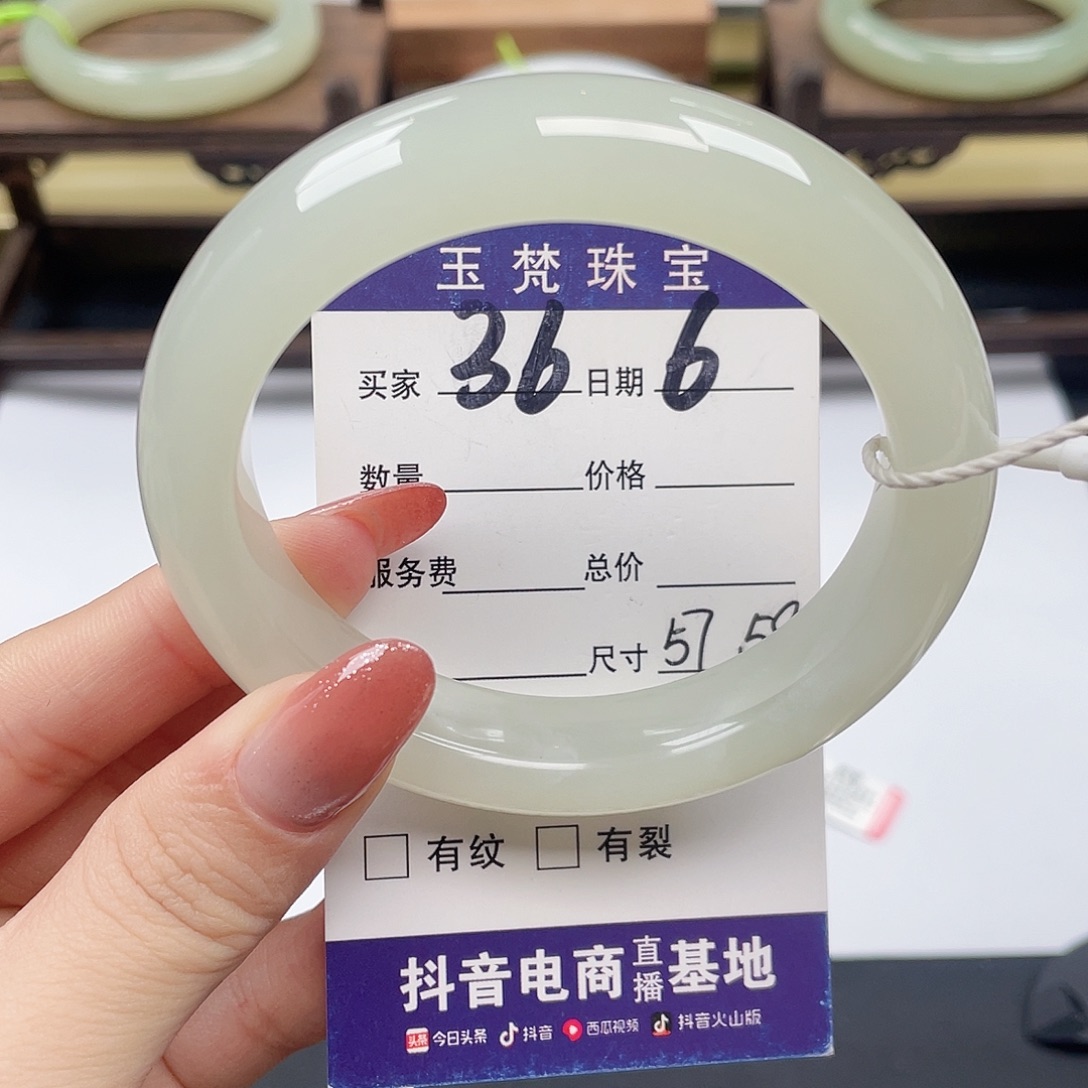 玉梵珠宝
买家 36 日期 6
数量 价格
服务费 总价
尺寸 57
有纹 有裂
抖音电商直播基地
头条 今日头条 抖音 西瓜视频 抖音火山版